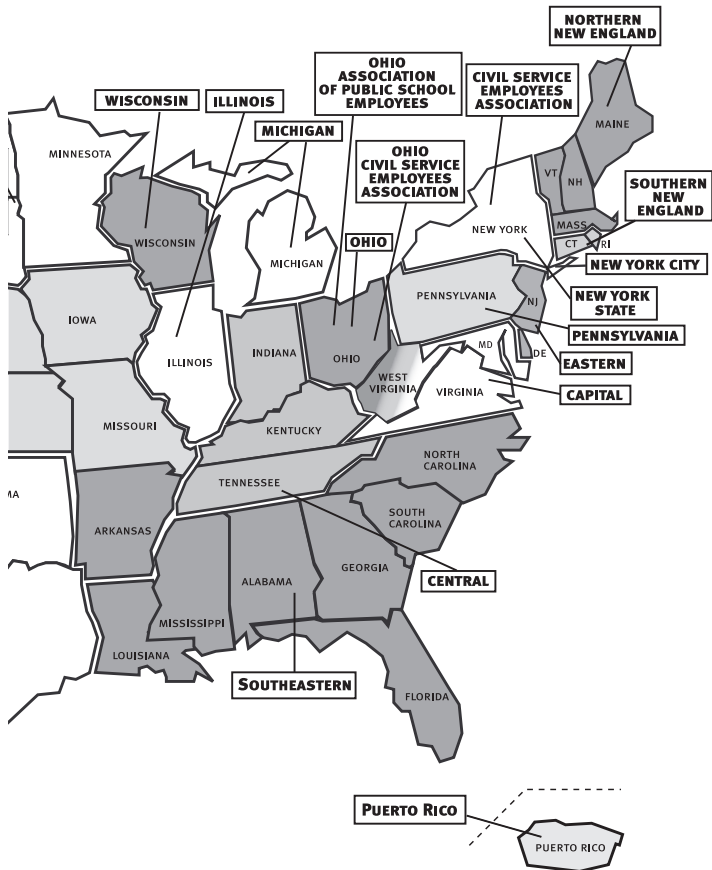 NORTHERN
NEW ENGLAND
OHIO
ASSOCIATION
OF PUBLIC SCHOOL
EMPLOYEES
CIVIL SERVICE
EMPLOYEES
ASSOCIATION
WISCONSIN
ILLINOIS
MICHIGAN
OHIO
CIVIL SERVICE
EMPLOYEES
ASSOCIATION
MAINE
MINNESOTA
VT
NH
SOUTHERN
NEW
ENGLAND
MASS
CT
RI
WISCONSIN
NEW YORK
OHIO
MICHIGAN
NEW YORK CITY
NEW YORK
STATE
PENNSYLVANIA
NJ
IOWA
PENNSYLVANIA
MD
DE
EASTERN
ILLINOIS
INDIANA
OHIO
WEST
VIRGINIA
VIRGINIA
CAPITAL
MISSOURI
KENTUCKY
NORTH
CAROLINA
TENNESSEE
MA
SOUTH
CAROLINA
ARKANSAS
GEORGIA
ALABAMA
CENTRAL
MISSISSIPPI
LOUISIANA
SOUTHEASTERN
FLORIDA
PUERTO RICO
PUERTO RICO